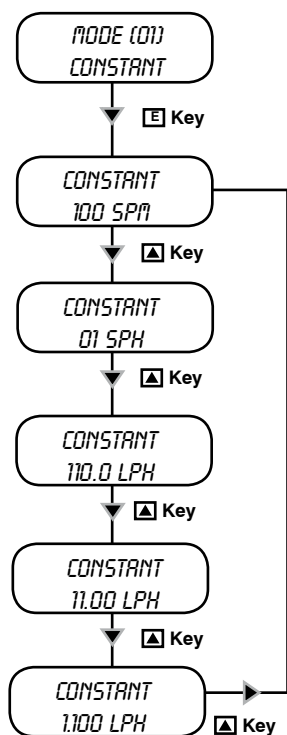 MODE (01)
CONSTANT
E Key
CONSTANT
100 SPM
Key
CONSTANT
01 SPH
Key
CONSTANT
110.0 LPH
Key
CONSTANT
11.00 LPH
Key
CONSTANT
1.100 LPH
Key